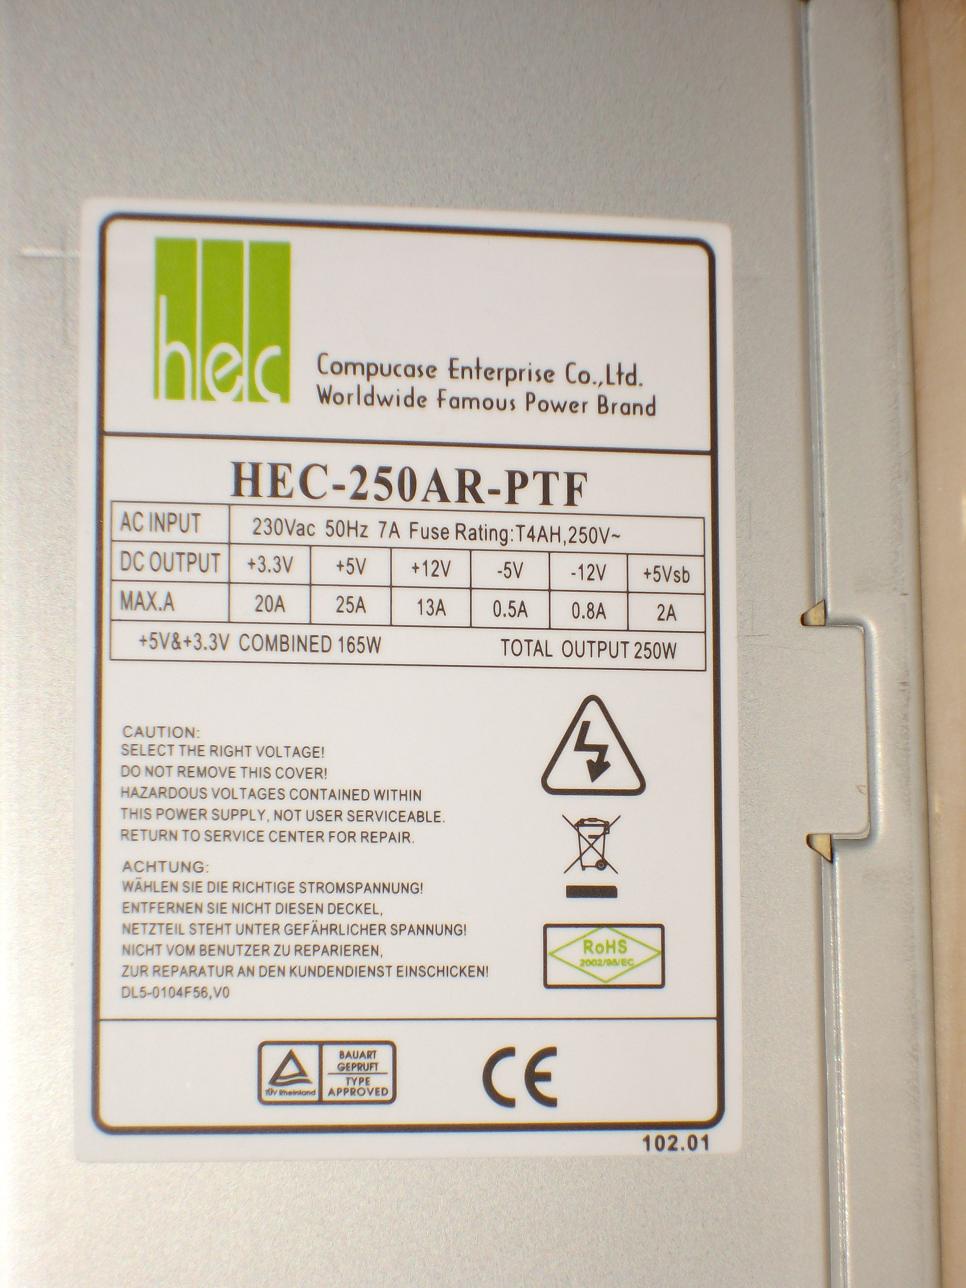 hec
Compucase Enterprise Co.,Ltd.
Worldwide Famous Power Brand
HEC-250AR-PTF
AC INPUT 230Vac 50Hz 7A Fuse Rating:T4AH,250V~
DC OUTPUT +3.3V +5V +12V -5V -12V +5Vsb
MAX.A 20A 25A 13A 0.5A 0.8A 2A
+5V&+3.3V COMBINED 165W TOTAL OUTPUT 250W
CAUTION:
SELECT THE RIGHT VOLTAGE!
DO NOT REMOVE THIS COVER!
HAZARDOUS VOLTAGES CONTAINED WITHIN
THIS POWER SUPPLY, NOT USER SERVICEABLE.
RETURN TO SERVICE CENTER FOR REPAIR.
ACHTUNG:
WÄHLEN SIE DIE RICHTIGE STROMSPANNUNG!
ENTFERNEN SIE NICHT DIESEN DECKEL,
NETZTEIL STEHT UNTER GEFÄHRLICHER SPANNUNG!
NICHT VOM BENUTZER ZU REPARIEREN,
ZUR REPARATUR AN DEN KUNDENDIENST EINSCHICKEN!
DL5-0104F56,V0
RoHS
2002/95/EC
TÜV Rheinland
BAUART
GEPRUFT
TYPE
APPROVED
CE
102.01